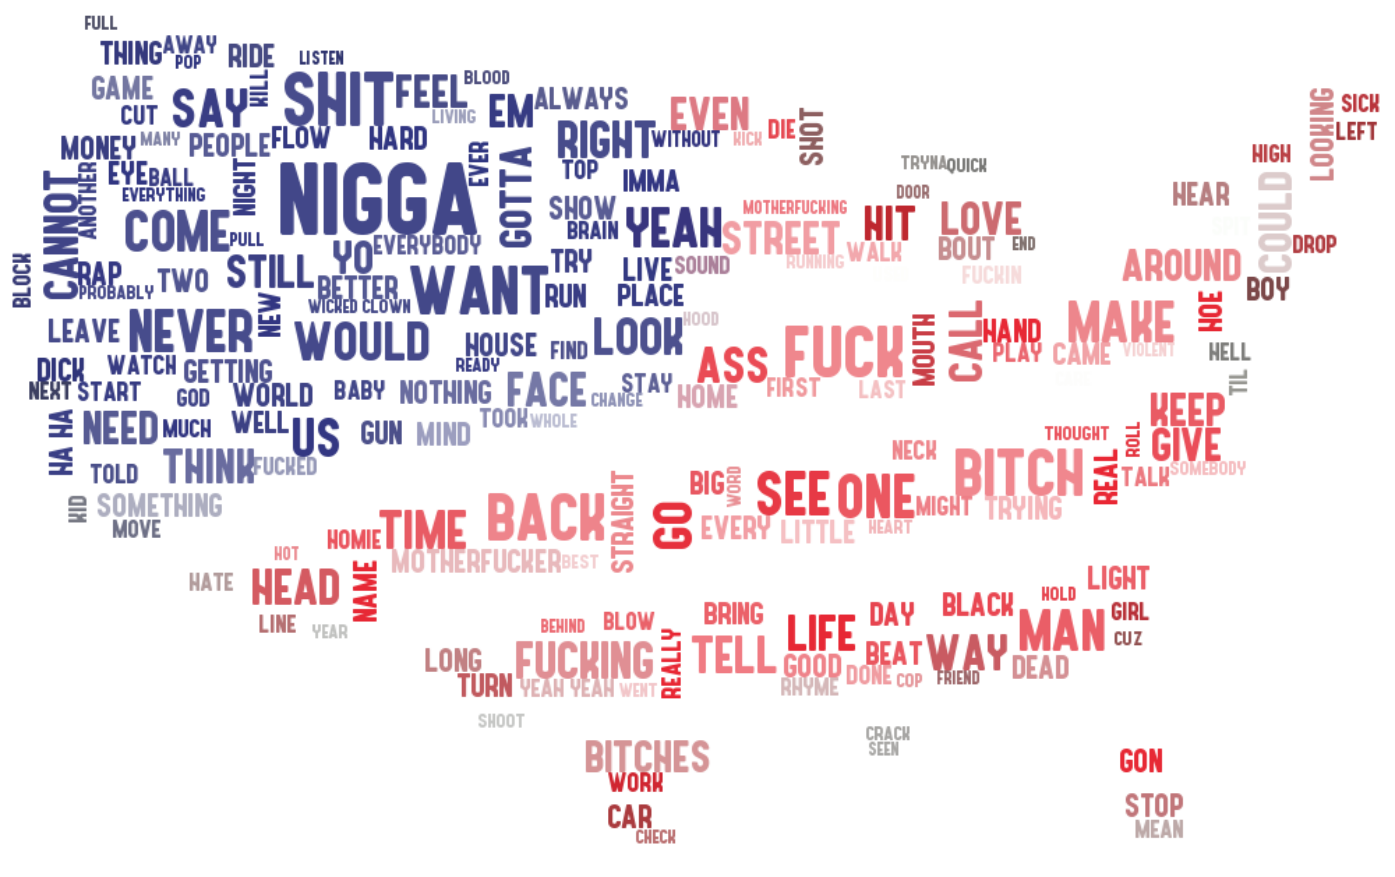 FULL
THING AWAY
POP
RIDE
LISTEN
GAME
CUT
SAY
KILL
SHIT
FEEL
BLOOD
LIVING
EM
ALWAYS
MONEY
MANY
PEOPLE
FLOW
HARD
RIGHT
WITHOUT
EVEN
KICK
DIE
SHOT
EYE
BALL
EVERYTHING
NIGHT
NIGGA
EVER
GOTTA
TOP
IMMA
CANNOT
ANOTHER
COME
PULL
YO
EVERYBODY
SHOW
BRAIN
YEAH
MOTHERFUCKING
STREET
RUNNING
WALK
HIT
TRYNA
QUICK
DOOR
LOVE
BOUT
END
FUCKIN
HEAR
SPIT
HIGH
COULD
LOOKING
SICK
LEFT
DROP
BOY
AROUND
BLOCK
RAP
PROBABLY
TWO
STILL
BETTER
WICKED CLOWN
WANT
RUN
TRY
LIVE
SOUND
PLACE
LEAVE
NEVER
NEW
WOULD
HOUSE
READY
FIND
LOOK
HOOD
ASS
FUCK
MOUTH
CALL
HAND
PLAY
CAME
MAKE
VIOLENT
HOE
HELL
TIL
DICK
WATCH
GETTING
NEXT
START
GOD
WORLD
BABY
NOTHING
FACE
CHANGE
STAY
HOME
FIRST
LAST
HA HA
NEED
MUCH
WELL
US
GUN
MIND
TOOK
WHOLE
KEEP
GIVE
THOUGHT
ROLL
TOLD
THINK
FUCKED
NECK
BITCH
REAL
TALK
SOMEBODY
KID
SOMETHING
MOVE
BIG
WORD
SEE
ONE
MIGHT
TRYING
HOMIE
TIME
BACK
STRAIGHT
GO
EVERY
LITTLE
HEART
HOT
MOTHERFUCKER
BEST
HATE
HEAD
NAME
LINE
YEAR
BEHIND
BLOW
BRING
LIFE
DAY
BLACK
HOLD
LIGHT
GIRL
CUZ
MAN
LONG
FUCKING
REALLY
TELL
GOOD
BEAT
WAY
DEAD
TURN
YEAH YEAH
WENT
RHYME
DONE
COP
FRIEND
SHOOT
CRACK
SEEN
BITCHES
WORK
CAR
CHECK
GON
STOP
MEAN